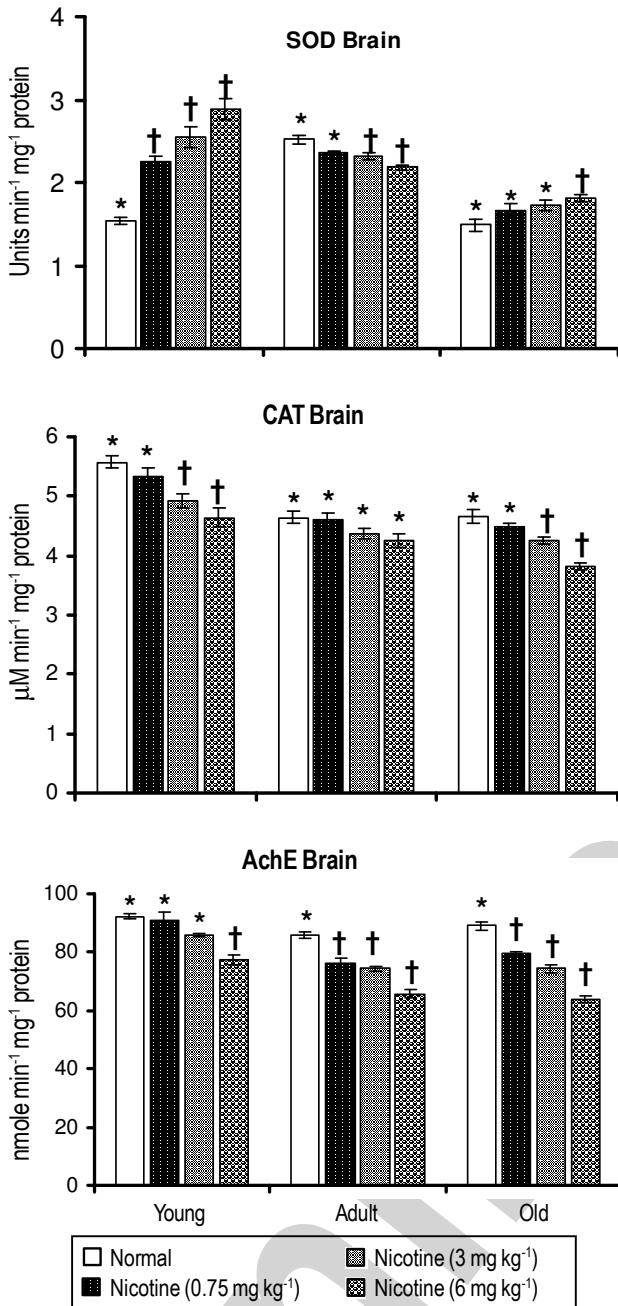 SOD Brain
Units min⁻¹ mg⁻¹ protein
4
3
2
1
0
* † † †
* * † †
* * * †
CAT Brain
µM min⁻¹ mg⁻¹ protein
6
5
4
3
2
1
0
* * † †
* * * *
* * † †
AchE Brain
nmole min⁻¹ mg⁻¹ protein
100
80
60
40
20
0
* * * †
* † † †
* † † †
Young Adult Old
Normal
Nicotine (3 mg kg⁻¹)
Nicotine (0.75 mg kg⁻¹)
Nicotine (6 mg kg⁻¹)